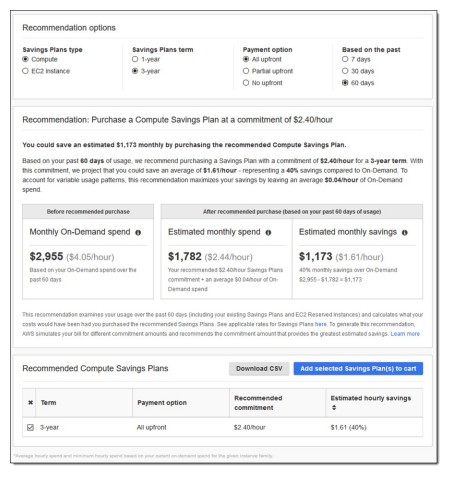 Recommendation options
Savings Plans type
Compute
EC2 Instance
Savings Plans term
1-year
3-year
Payment option
All upfront
Partial upfront
No upfront
Based on the past
7 days
30 days
60 days
Recommendation: Purchase a Compute Savings Plan at a commitment of $2.40/hour
You could save an estimated $1,173 monthly by purchasing the recommended Compute Savings Plan.
Based on your past 60 days of usage, we recommend purchasing a Savings Plan with a commitment of $2.40/hour for a 3-year term. With
this commitment, we project that you could save an average of $1.61/hour - representing a 40% savings compared to On-Demand. To
account for variable usage patterns, this recommendation maximizes your savings by leaving an average $0.04/hour of On-Demand
spend.
Before recommended purchase
Monthly On-Demand spend
$2,955 ($4.05/hour)
Based on your On-Demand spend over the
past 60 days
After recommended purchase (based on your past 60 days of usage)
Estimated monthly spend
$1,782 ($2.44/hour)
Your recommended $2.40/hour Savings Plans
commitment + an average $0.04/hour of On-
Demand spend
Estimated monthly savings
$1,173 ($1.61/hour)
40% monthly savings over On-Demand
$2,955 - $1,782 = $1,173
This recommendation examines your usage over the past 60 days (including your existing Savings Plans and EC2 Reserved Instances) and calculates what your
costs would have been had you purchased the recommended Savings Plans. See applicable rates for Savings Plans here. To generate this recommendation,
AWS simulates your bill for different commitment amounts and recommends the commitment amount that provides the greatest estimated savings. Learn more
Recommended Compute Savings Plans
Download CSV
Add selected Savings Plan(s) to cart
Term
Payment option
Recommended
commitment
Estimated hourly savings
3-year
All upfront
$2.40/hour
$1.61 (40%)
*Average hourly spend and minimum hourly spend based on your current on-demand spend for the given instance family.